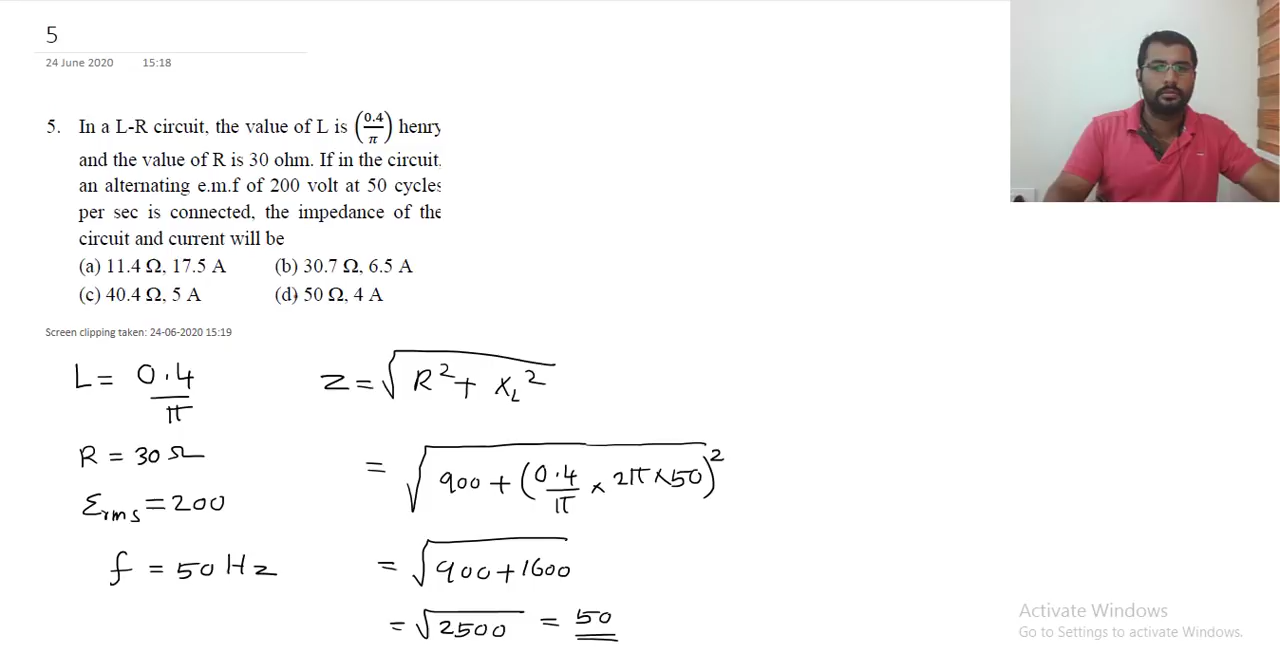 5
24 June 2020 15:18
5. In a L-R circuit, the value of L is (0.4/π) henry
and the value of R is 30 ohm. If in the circuit,
an alternating e.m.f of 200 volt at 50 cycles
per sec is connected, the impedance of the
circuit and current will be
(a) 11.4 Ω, 17.5 A (b) 30.7 Ω, 6.5 A
(c) 40.4 Ω, 5 A (d) 50 Ω, 4 A
Screen clipping taken: 24-06-2020 15:19
L = 0.4/π
R = 30 Ω
Ɛrms = 200
f = 50 Hz
Z = √(R² + X_L²)
= √(900 + (0.4/π × 2π × 50)²)
= √(900 + 1600)
= √2500 = 50
Activate Windows
Go to Settings to activate Windows.